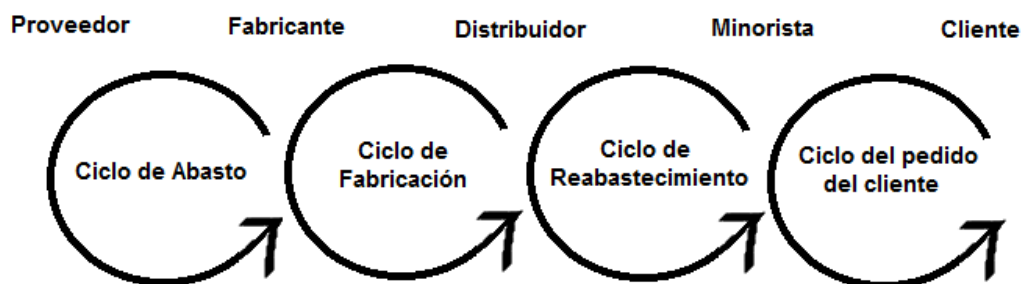 Proveedor Fabricante Distribuidor Minorista Cliente
Ciclo de Abasto
Ciclo de
Fabricación
Ciclo de
Reabastecimiento
Ciclo del pedido
del cliente